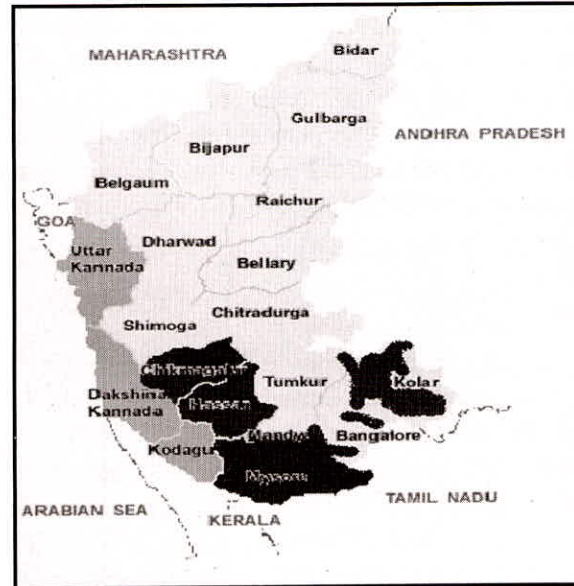 Bidar
MAHARASHTRA
Gulbarga
ANDHRA PRADESH
Bijapur
Belgaum
Raichur
GOA
Dharwad
Uttar
Kannada
Bellary
Chitradurga
Shimoga
Chikmagalur
Tumkur
Kolar
Dakshina
Kannada
Hassan
Mandya
Bangalore
Kodagu
Mysore
ARABIAN SEA
KERALA
TAMIL NADU